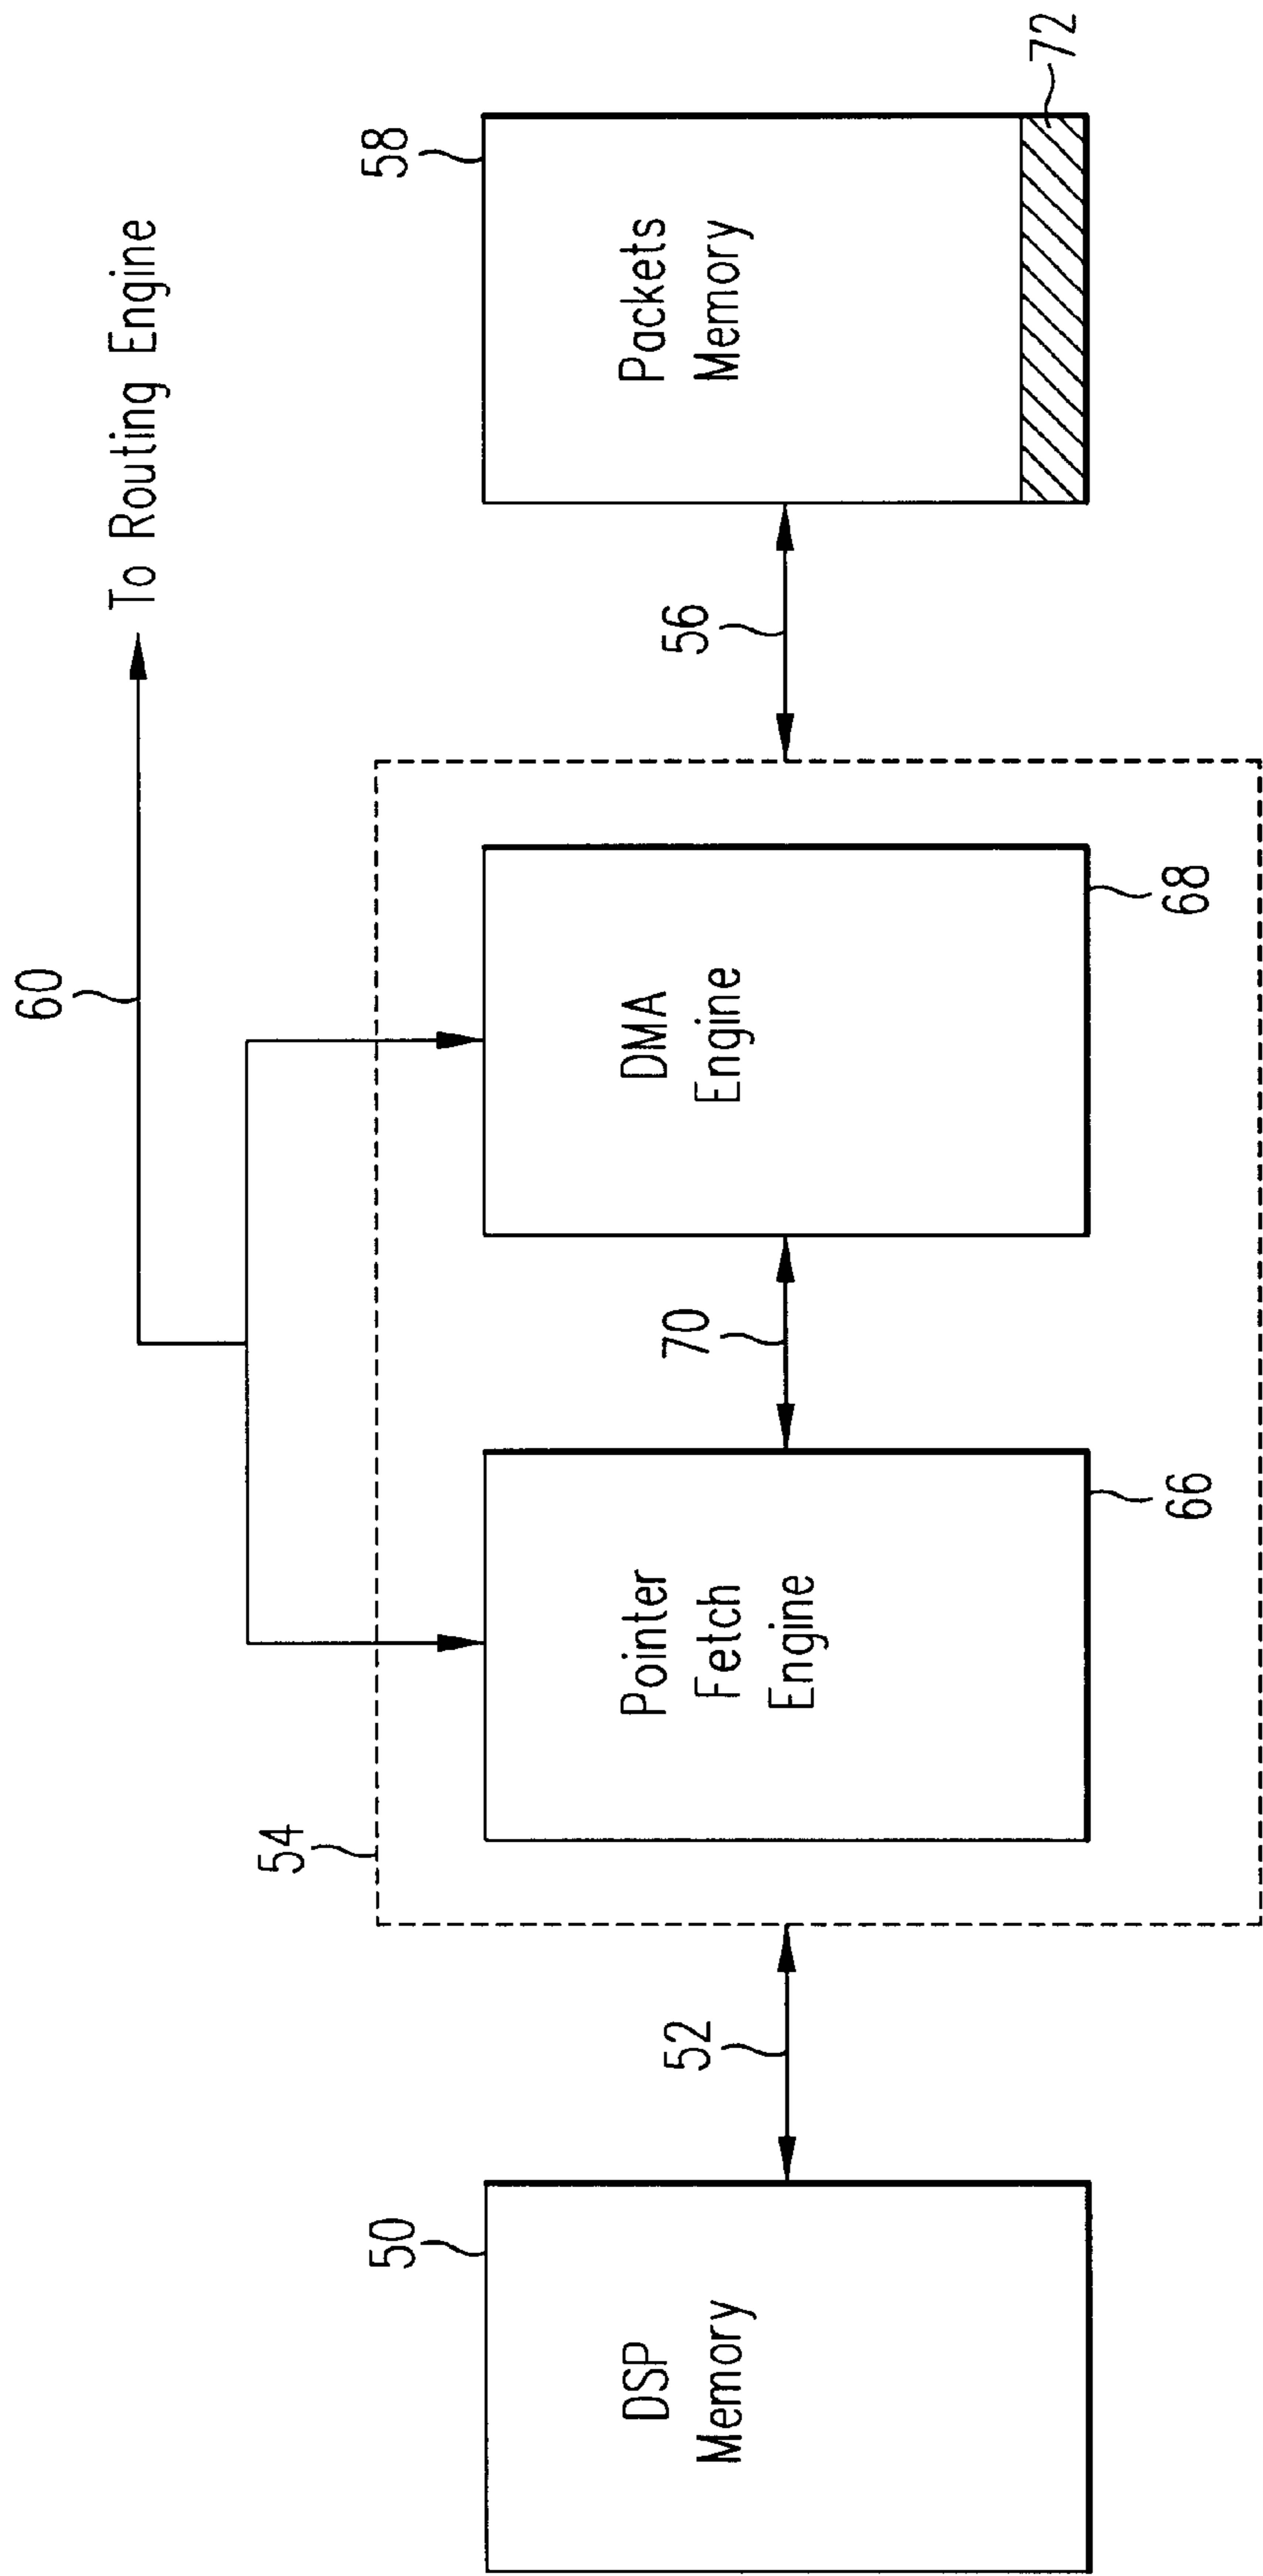 60
To Routing Engine
54
50
DSP
Memory
52
Pointer
Fetch
Engine
66
70
DMA
Engine
68
56
58
Packets
Memory
72